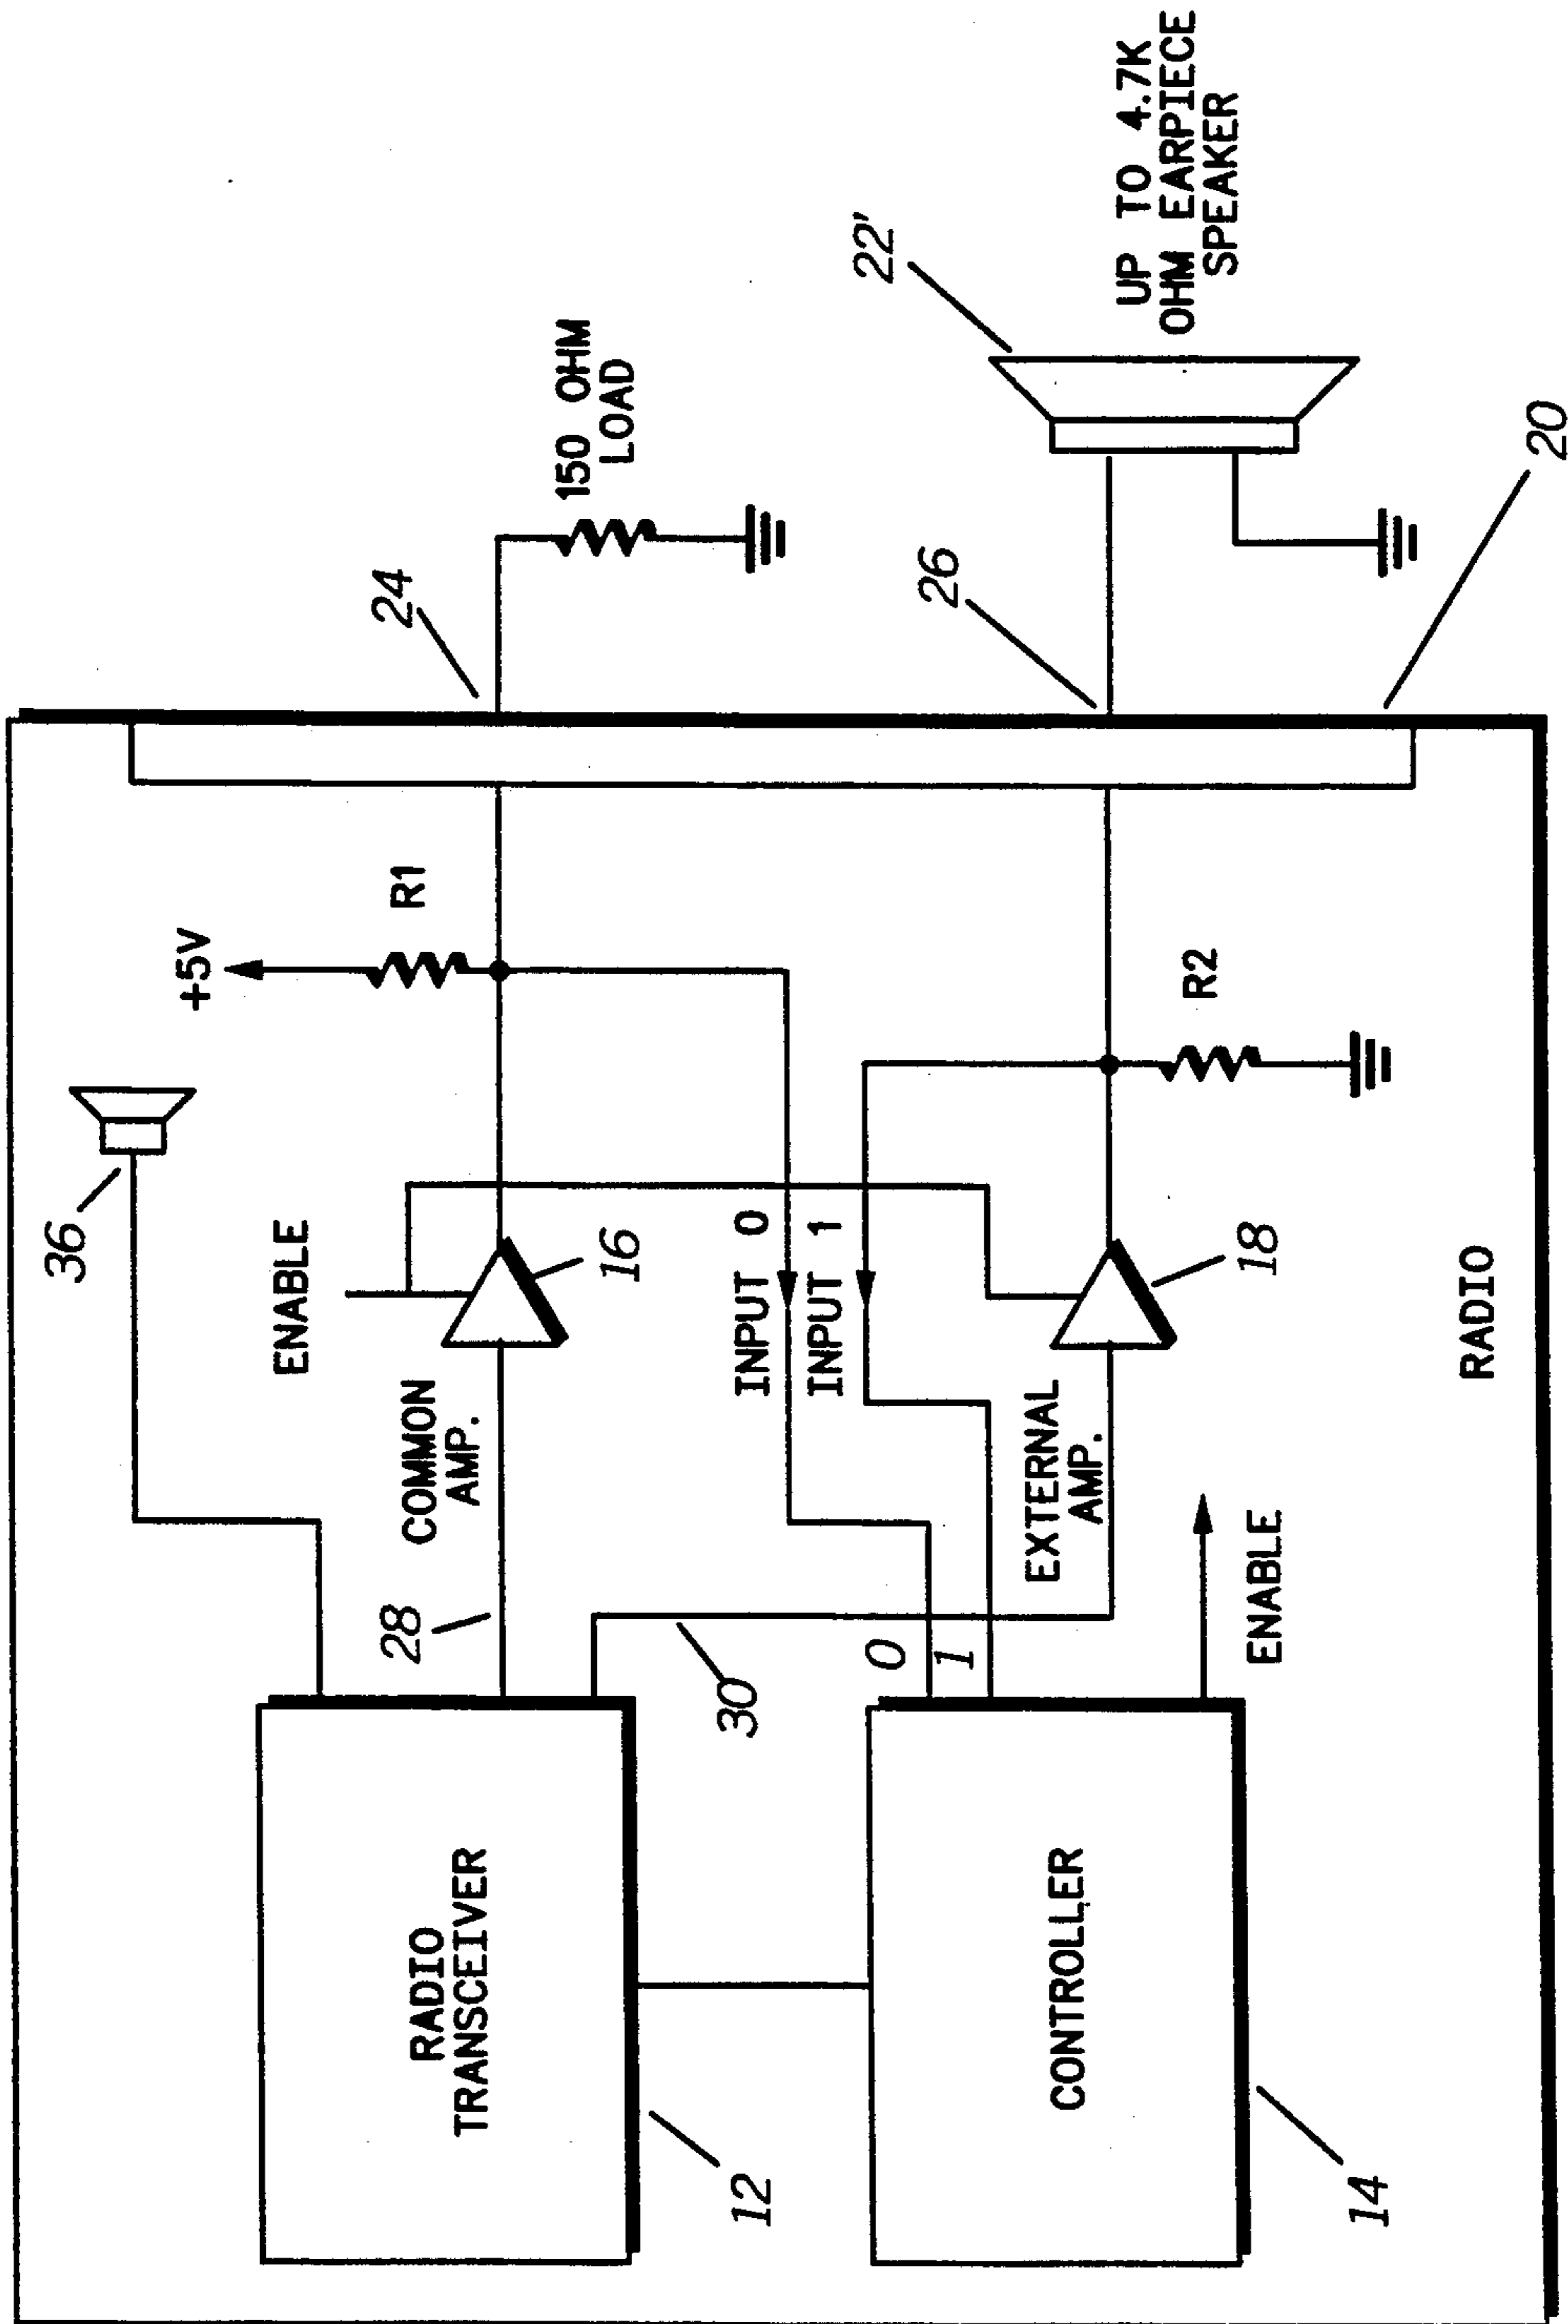 36
ENABLE
+5V
R1
24
150 OHM
LOAD
RADIO
TRANSCEIVER
12
28
COMMON
AMP.
16
30
INPUT 0
INPUT 1
0
1
CONTROLLER
14
EXTERNAL
AMP.
18
ENABLE
R2
26
22'
UP TO 4.7K
OHM EARPIECE
SPEAKER
20
RADIO